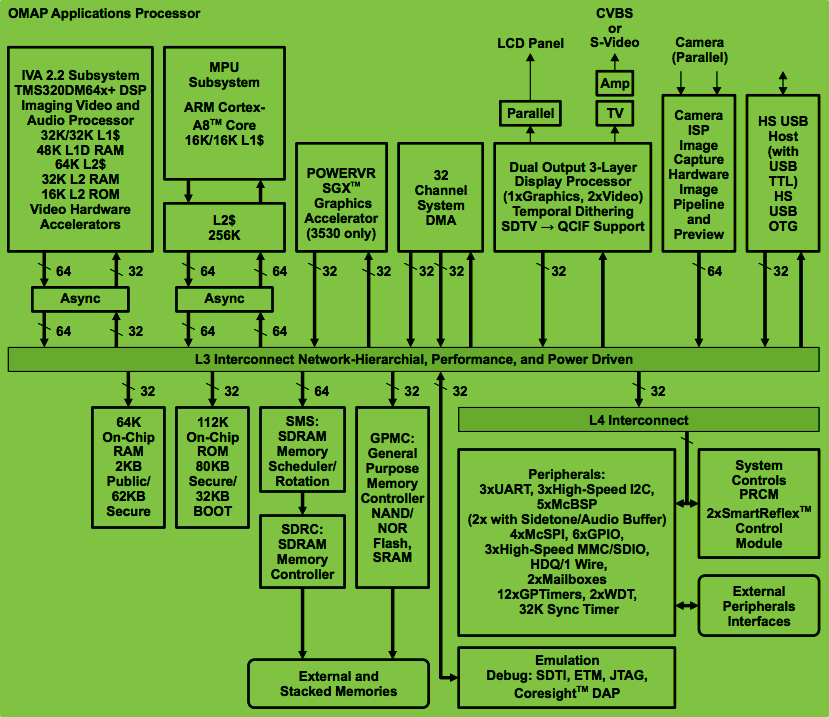 OMAP Applications Processor
CVBS
or
S-Video
LCD Panel
Camera
(Parallel)
Amp
Parallel
TV
IVA 2.2 Subsystem
TMS320DM64x+ DSP
Imaging Video and
Audio Processor
32K/32K L1$
48K L1D RAM
64K L2$
32K L2 RAM
16K L2 ROM
Video Hardware
Accelerators
MPU
Subsystem
ARM Cortex-
A8™ Core
16K/16K L1$
L2$
256K
POWERVR
SGX™
Graphics
Accelerator
(3530 only)
32
Channel
System
DMA
Dual Output 3-Layer
Display Processor
(1xGraphics, 2xVideo)
Temporal Dithering
SDTV → QCIF Support
Camera
ISP
Image
Capture
Hardware
Image
Pipeline
and
Preview
HS USB
Host
(with
USB
TTL)
HS
USB
OTG
64
32
64
64
32
32
32
32
32
32
64
32
32
Async
Async
64
32
64
64
L3 Interconnect Network-Hierarchial, Performance, and Power Driven
32
32
64
32
32
32
64K
On-Chip
RAM
2KB
Public/
62KB
Secure
112K
On-Chip
ROM
80KB
Secure/
32KB
BOOT
SMS:
SDRAM
Memory
Scheduler/
Rotation
SDRC:
SDRAM
Memory
Controller
GPMC:
General
Purpose
Memory
Controller
NAND/
NOR
Flash,
SRAM
L4 Interconnect
Peripherals:
3xUART, 3xHigh-Speed I2C,
5xMcBSP
(2x with Sidetone/Audio Buffer)
4xMcSPI, 6xGPIO,
3xHigh-Speed MMC/SDIO,
HDQ/1 Wire,
2xMailboxes
12xGPTimers, 2xWDT,
32K Sync Timer
System
Controls
PRCM
2xSmartReflex™
Control
Module
External
Peripherals
Interfaces
External and
Stacked Memories
Emulation
Debug: SDTI, ETM, JTAG,
Coresight™ DAP